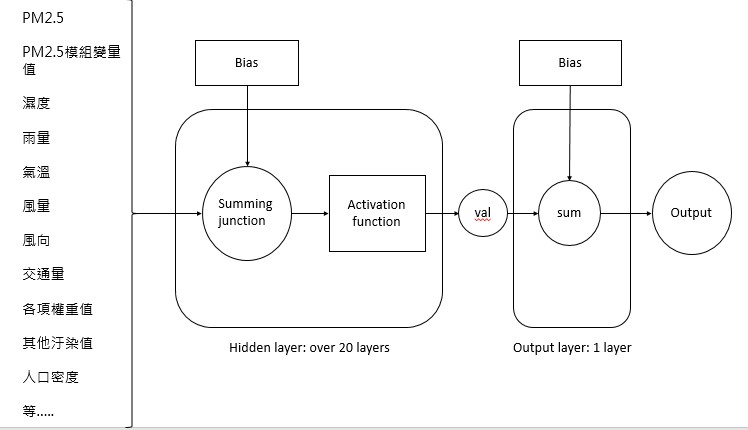 PM2.5
PM2.5模組變量
值
濕度
雨量
氣溫
風量
風向
交通量
各項權重值
其他汙染值
人口密度
等.....
Bias
Summing
junction
Activation
function
val
Bias
sum
Output
Hidden layer: over 20 layers
Output layer: 1 layer